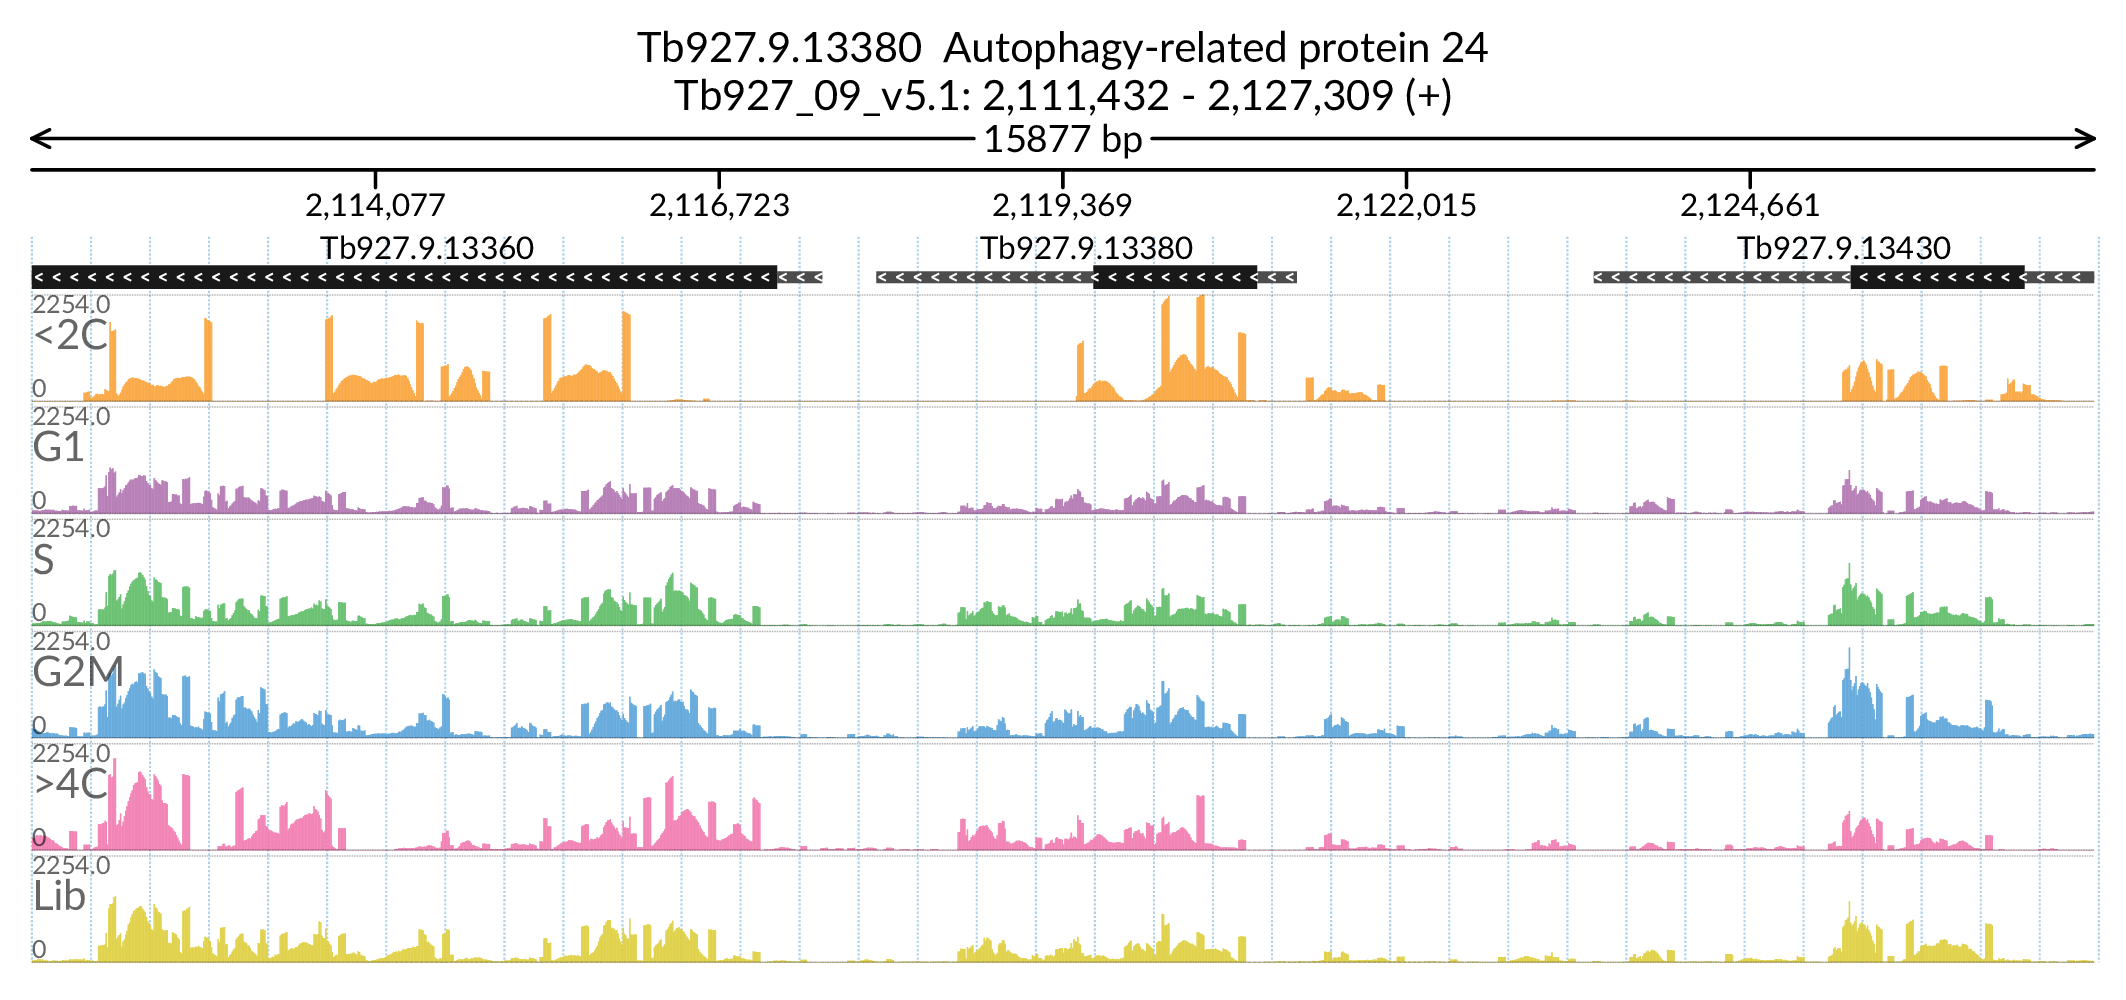 Tb927.9.13380 Autophagy-related protein 24
Tb927_09_v5.1: 2,111,432 - 2,127,309 (+)
15877 bp
2,114,077 2,116,723 2,119,369 2,122,015 2,124,661
Tb927.9.13360 Tb927.9.13380 Tb927.9.13430
2254.0
<2C
0
2254.0
G1
0
2254.0
S
0
2254.0
G2M
0
2254.0
>4C
0
2254.0
Lib
0